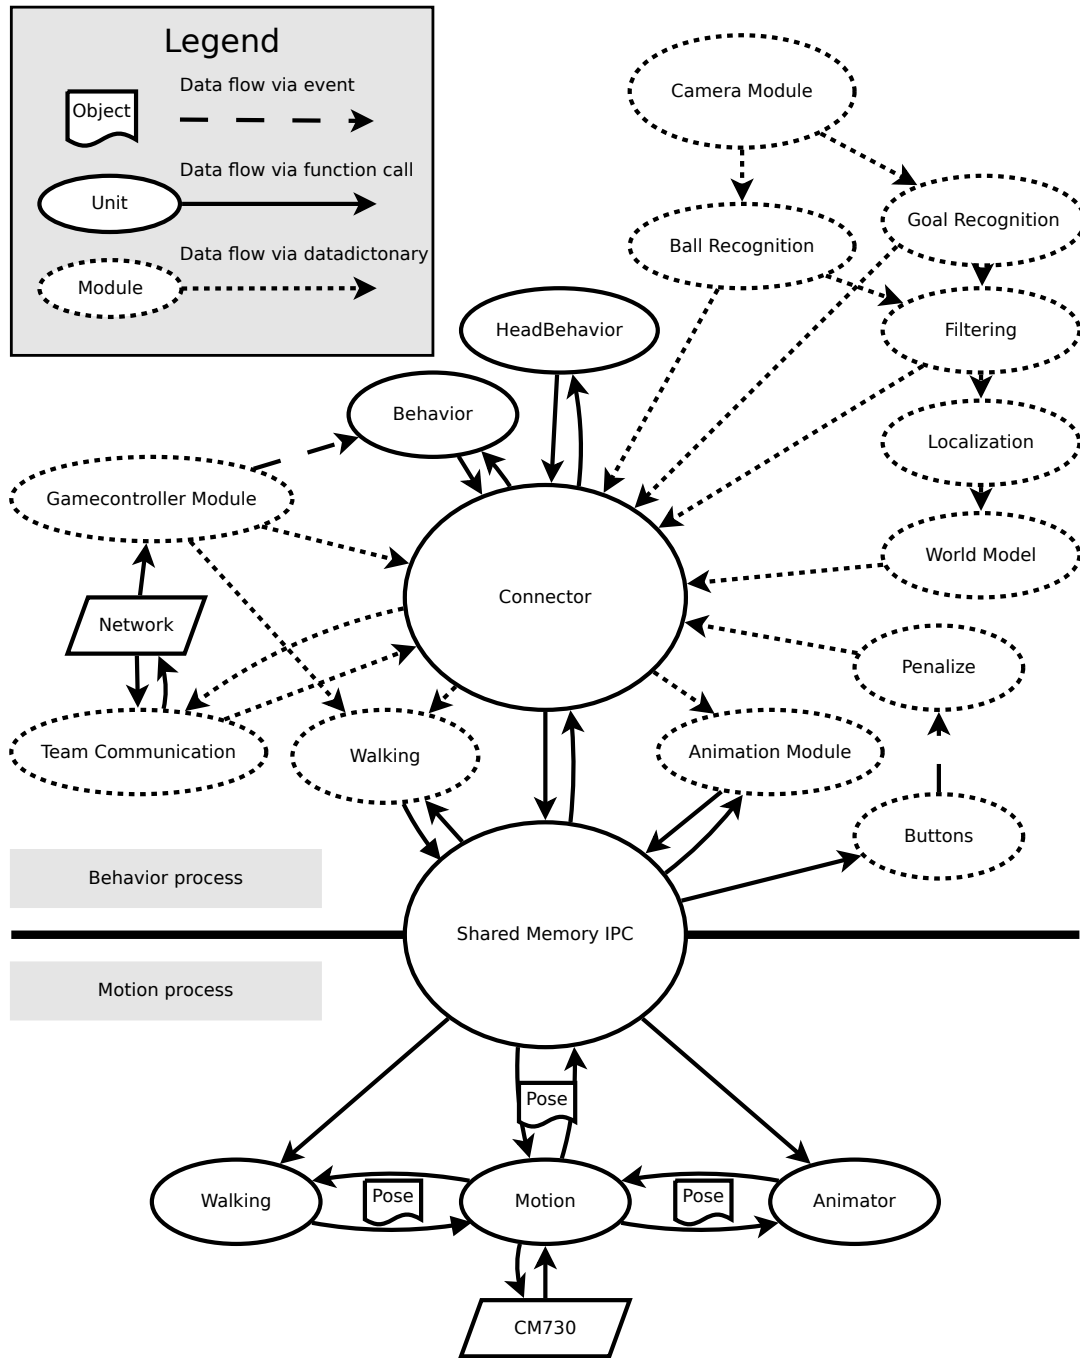 Legend
Data flow via event
Object
Data flow via function call
Unit
Data flow via datadictonary
Module
Camera Module
Goal Recognition
Ball Recognition
HeadBehavior
Filtering
Behavior
Localization
Gamecontroller Module
World Model
Connector
Network
Penalize
Team Communication
Walking
Animation Module
Buttons
Behavior process
Shared Memory IPC
Motion process
Pose
Walking
Pose
Motion
Pose
Animator
CM730